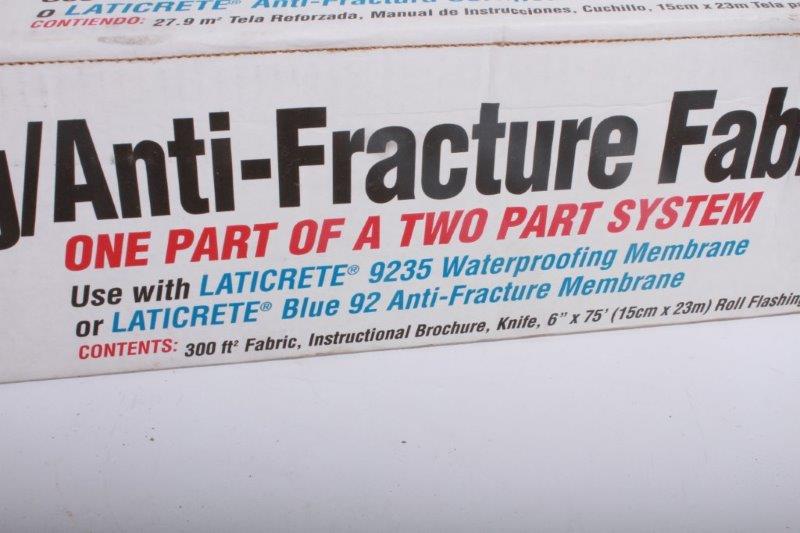 O LATICRETE® Anti-Fractura
CONTIENDO: 27.9 m² Tela Reforzada, Manual de Instrucciones, Cuchillo, 15cm x 23m Tela
/Anti-Fracture Fab
ONE PART OF A TWO PART SYSTEM
Use with LATICRETE® 9235 Waterproofing Membrane
or LATICRETE® Blue 92 Anti-Fracture Membrane
CONTENTS: 300 ft² Fabric, Instructional Brochure, Knife, 6" x 75' (15cm x 23m) Roll Flashing